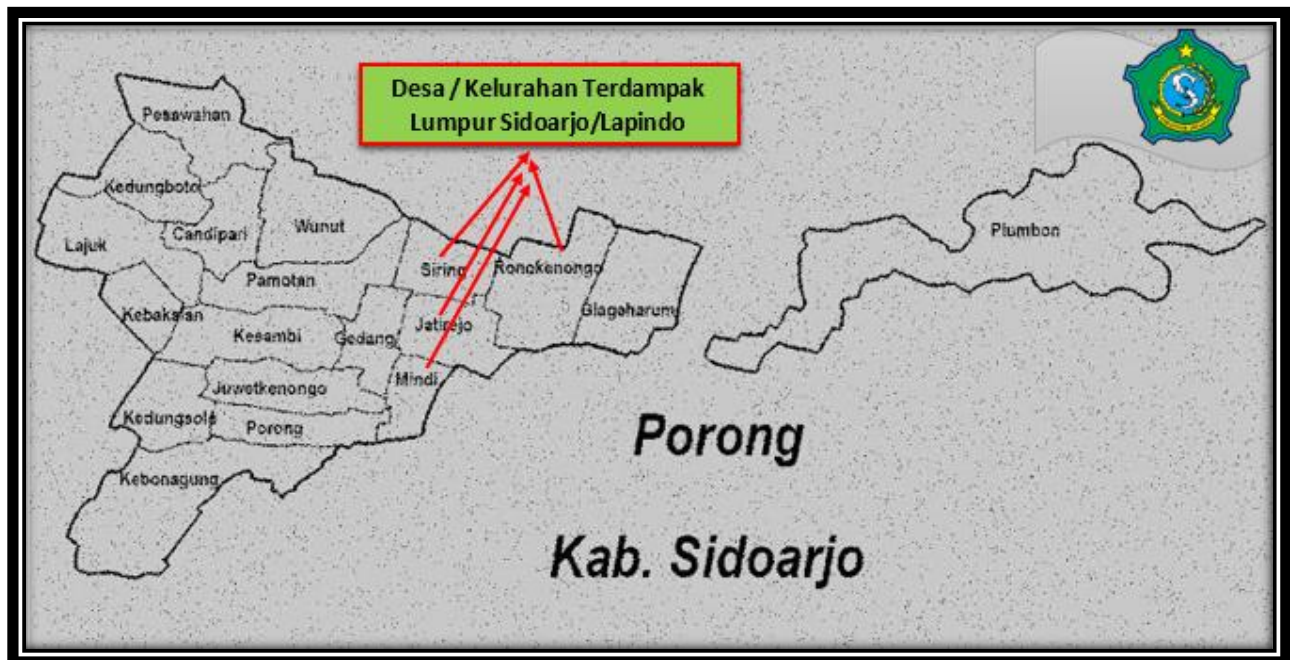 Desa / Kelurahan Terdampak
Lumpur Sidoarjo/Lapindo
Pesawahan
Kedungboto
Candipari
Wunut
Lajuk
Pamotan
Siring
Renokenongo
Glagaharum
Plumbon
Kebakalan
Kesambi
Gedang
Jatirejo
Mindi
Juwetkenongo
Kedungsolo
Porong
Kebonagung
Porong
Kab. Sidoarjo